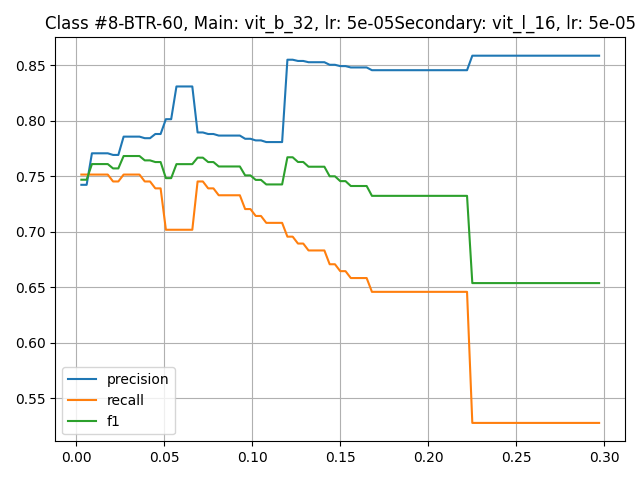 Class #8-BTR-60, Main: vit_b_32, lr: 5e-05Secondary: vit_l_16, lr: 5e-05
0.85
0.80
0.75
0.70
0.65
0.60
0.55
precision
recall
f1
0.00 0.05 0.10 0.15 0.20 0.25 0.30